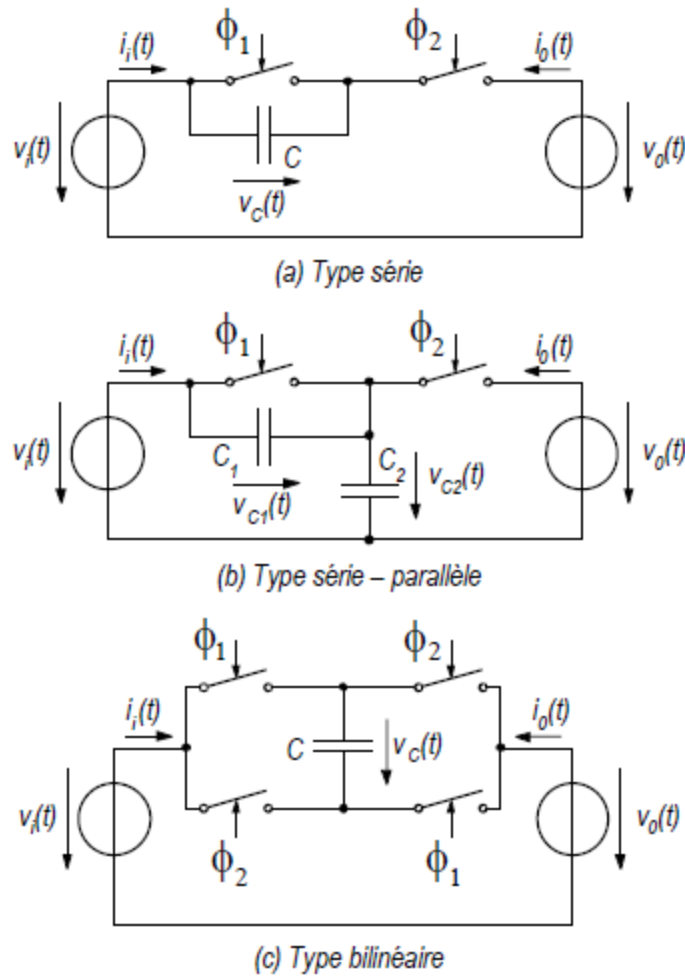 ϕ1 ϕ2
ii(t) i0(t)
vi(t) C v0(t)
vC(t)
(a) Type série
ϕ1 ϕ2
ii(t) i0(t)
vi(t) C1 C2 vC2(t) v0(t)
vC1(t)
(b) Type série – parallèle
ϕ1 ϕ2
ii(t) i0(t)
C vC(t)
vi(t) v0(t)
ϕ2 ϕ1
(c) Type bilinéaire